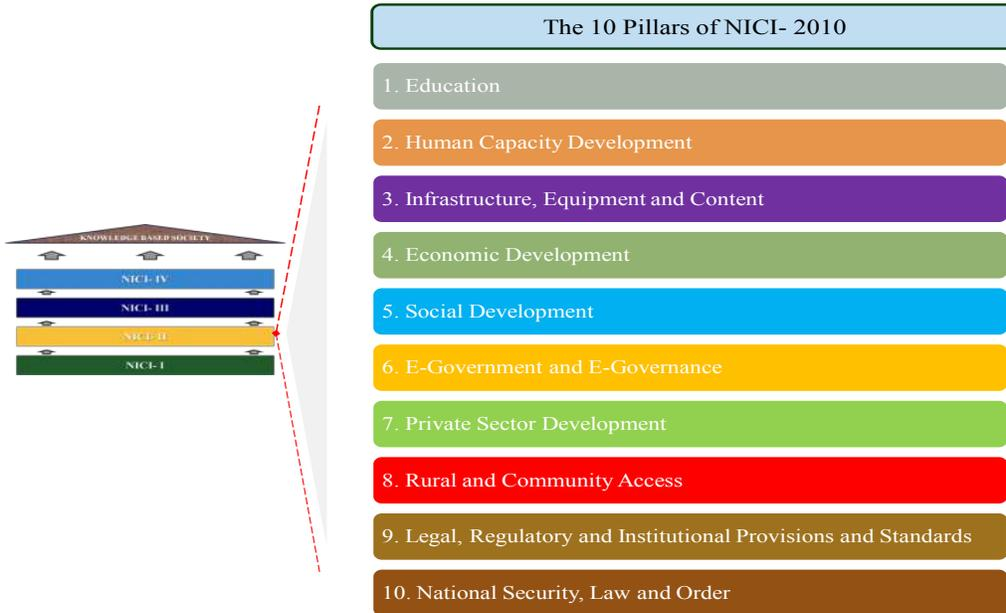 The 10 Pillars of NICI- 2010
1. Education
2. Human Capacity Development
3. Infrastructure, Equipment and Content
4. Economic Development
5. Social Development
6. E-Government and E-Governance
7. Private Sector Development
8. Rural and Community Access
9. Legal, Regulatory and Institutional Provisions and Standards
10. National Security, Law and Order
KNOWLEDGE BASED SOCIETY
NICI- IV
NICI- III
NICI- II
NICI- I